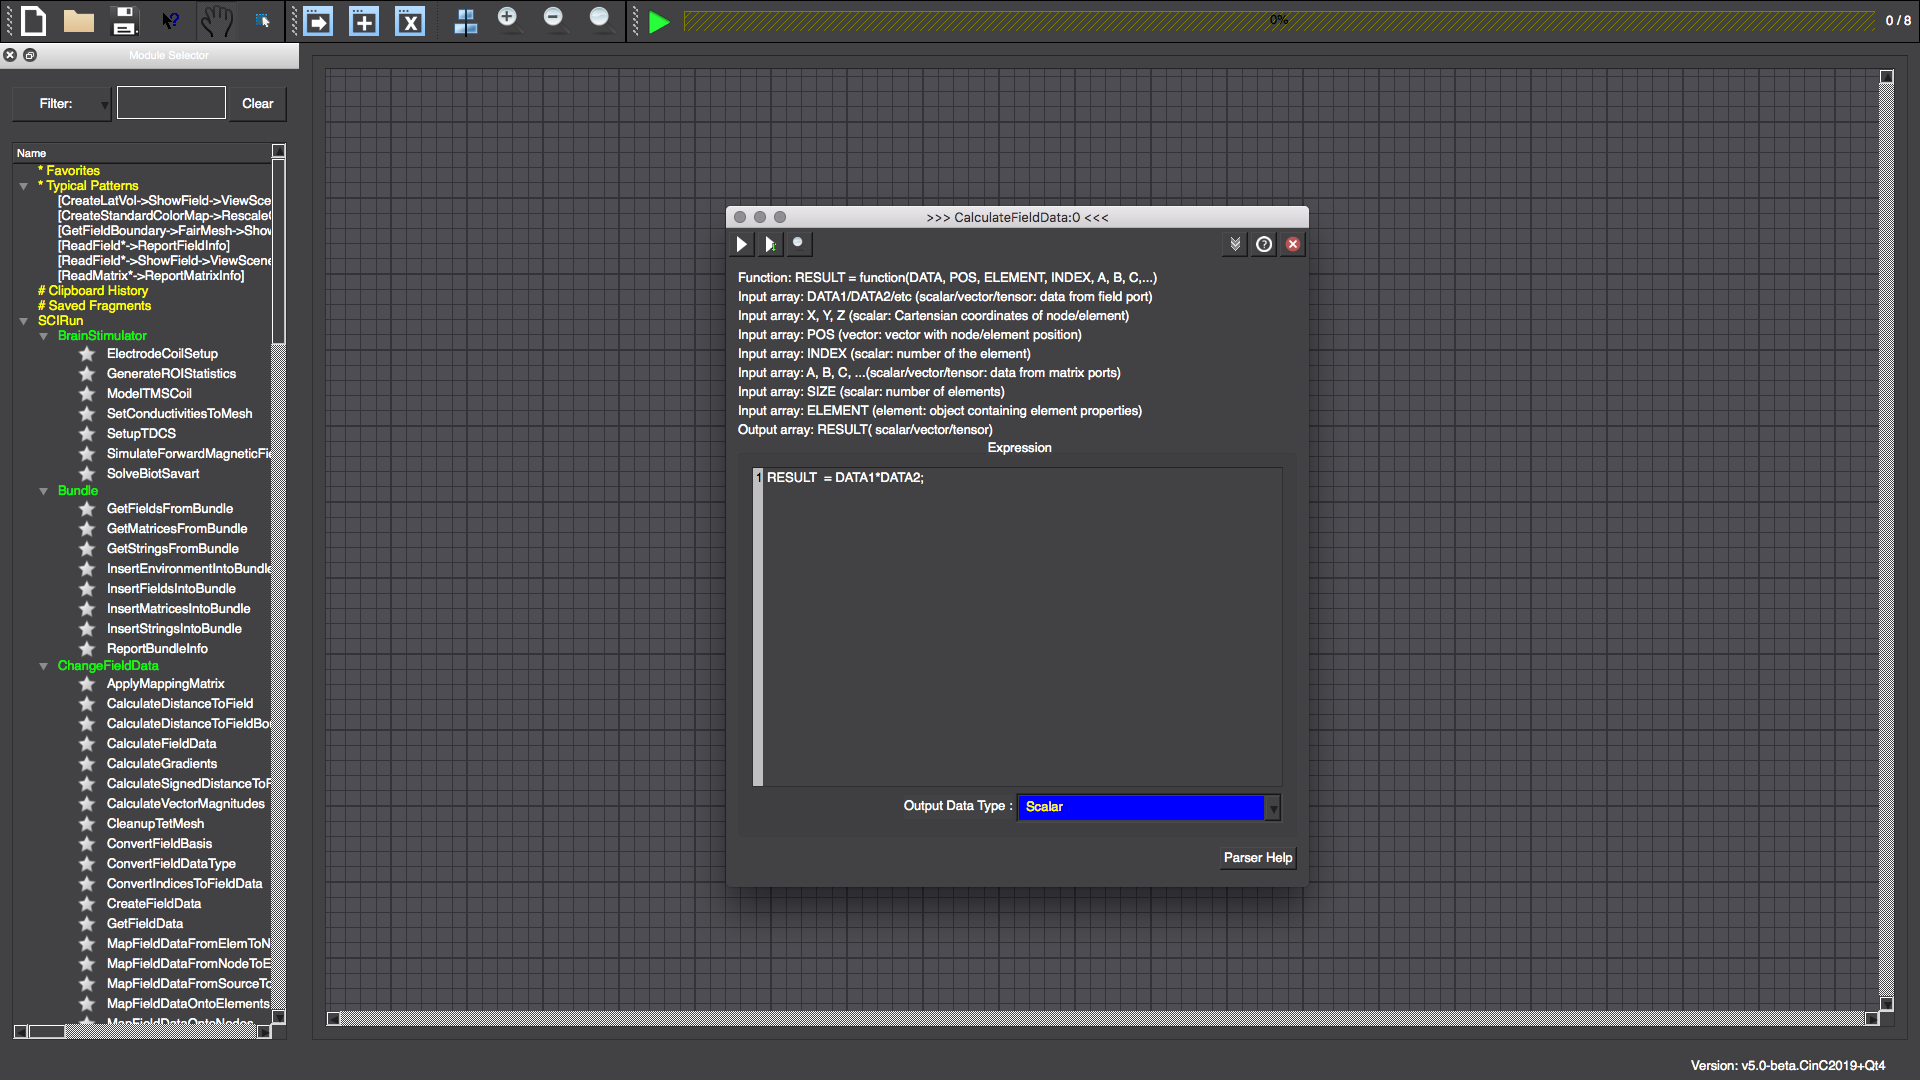 0%
0 / 8
Module Selector
Filter:
Clear
Name
* Favorites
* Typical Patterns
[CreateLatVol->ShowField->ViewSce
[CreateStandardColorMap->Rescale
[GetFieldBoundary->FairMesh->Sho
[ReadField*->ReportFieldInfo]
[ReadField*->ShowField->ViewScene
[ReadMatrix*->ReportMatrixInfo]
# Clipboard History
# Saved Fragments
SCIRun
BrainStimulator
ElectrodeCoilSetup
GenerateROIStatistics
ModelTMSCoil
SetConductivitiesToMesh
SetupTDCS
SimulateForwardMagneticFie
SolveBiotSavart
Bundle
GetFieldsFromBundle
GetMatricesFromBundle
GetStringsFromBundle
InsertEnvironmentIntoBundle
InsertFieldsIntoBundle
InsertMatricesIntoBundle
InsertStringsIntoBundle
ReportBundleInfo
ChangeFieldData
ApplyMappingMatrix
CalculateDistanceToField
CalculateDistanceToFieldBou
CalculateFieldData
CalculateGradients
CalculateSignedDistanceToF
CalculateVectorMagnitudes
CleanupTetMesh
ConvertFieldBasis
ConvertFieldDataType
ConvertIndicesToFieldData
CreateFieldData
GetFieldData
MapFieldDataFromElemToN
MapFieldDataFromNodeToE
MapFieldDataFromSourceTo
MapFieldDataOntoElements
MapFieldDataOntoNodes
>>> CalculateFieldData:0 <<<
Function: RESULT = function(DATA, POS, ELEMENT, INDEX, A, B, C,...)
Input array: DATA1/DATA2/etc (scalar/vector/tensor: data from field port)
Input array: X, Y, Z (scalar: Cartensian coordinates of node/element)
Input array: POS (vector: vector with node/element position)
Input array: INDEX (scalar: number of the element)
Input array: A, B, C, ...(scalar/vector/tensor: data from matrix ports)
Input array: SIZE (scalar: number of elements)
Input array: ELEMENT (element: object containing element properties)
Output array: RESULT( scalar/vector/tensor)
Expression
1 RESULT  = DATA1*DATA2;
Output Data Type : Scalar
Parser Help
Version: v5.0-beta.CinC2019+Qt4